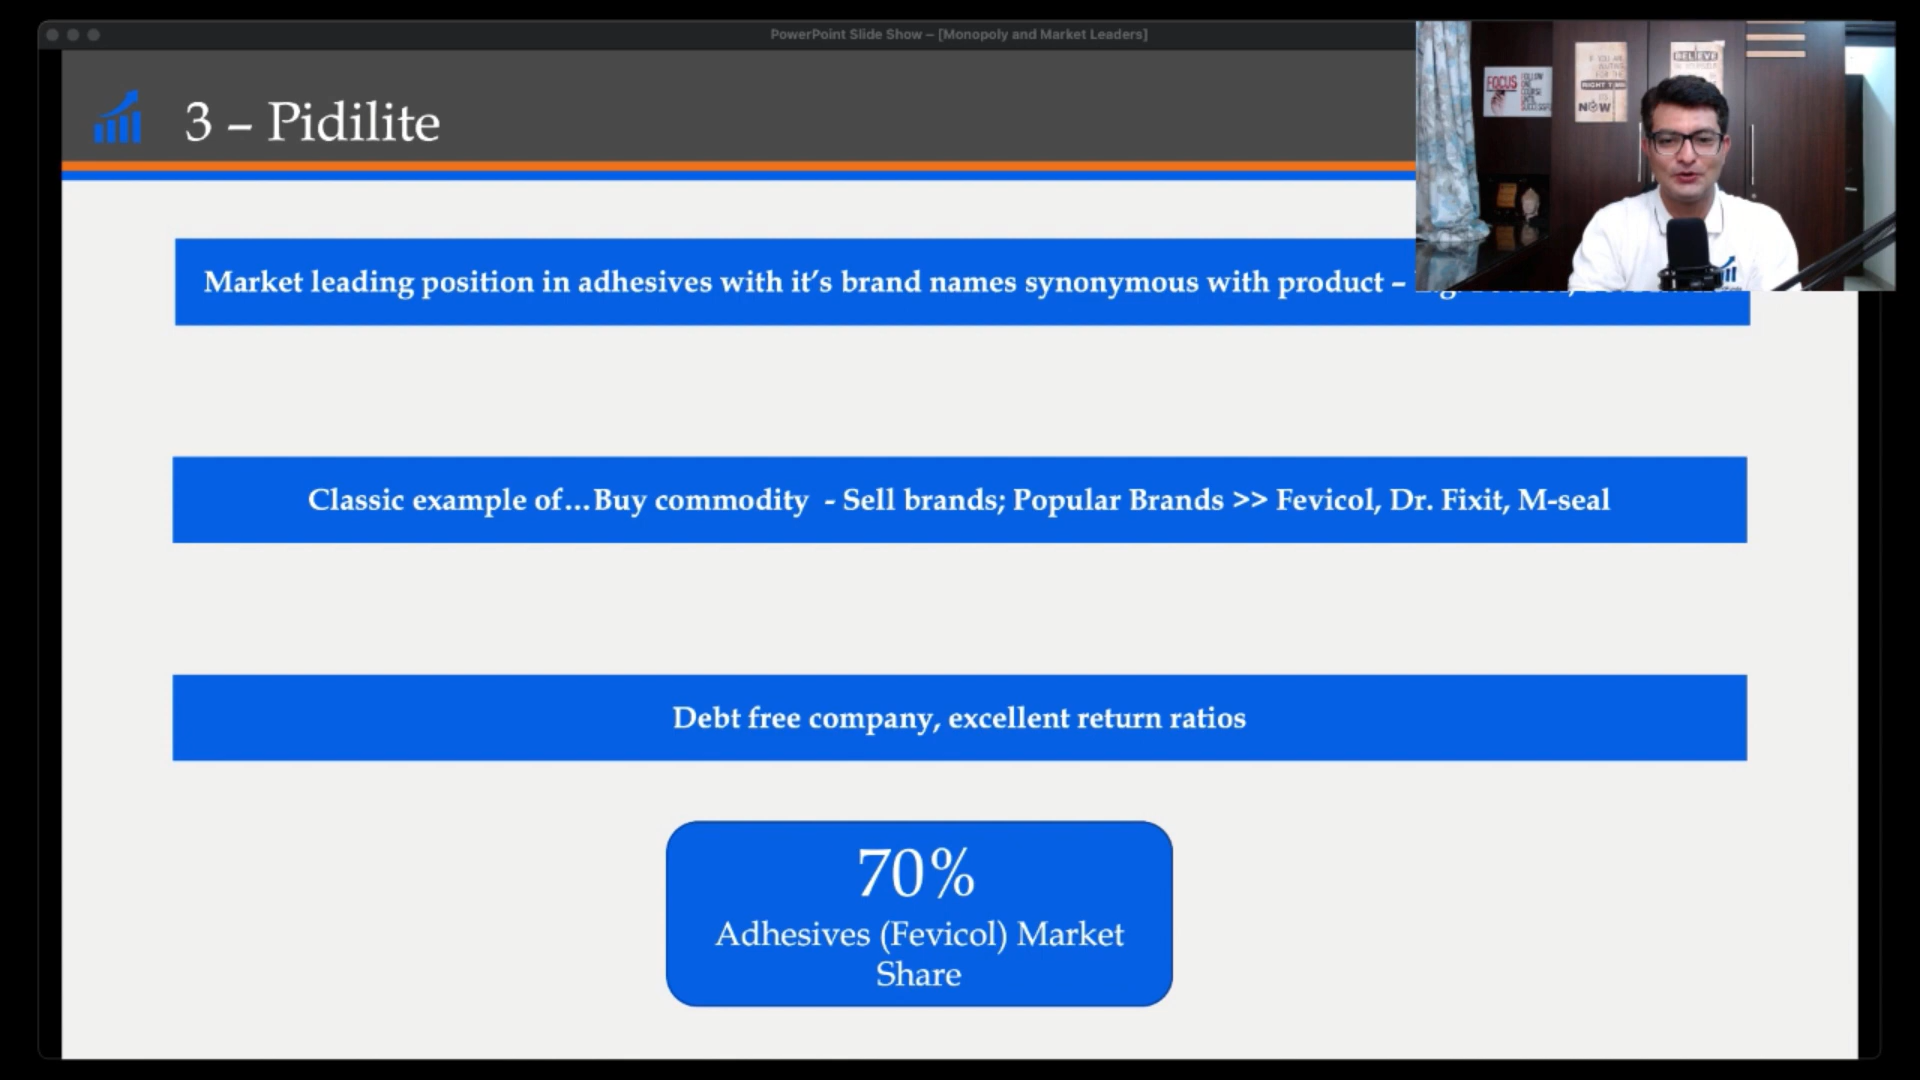 PowerPoint Slide Show – [Monopoly and Market Leaders]
3 – Pidilite
FOCUS
BELIEVE
RIGHT
NOW
Market leading position in adhesives with it’s brand names synonymous with product –
Classic example of…Buy commodity - Sell brands; Popular Brands >> Fevicol, Dr. Fixit, M-seal
Debt free company, excellent return ratios
70%
Adhesives (Fevicol) Market
Share